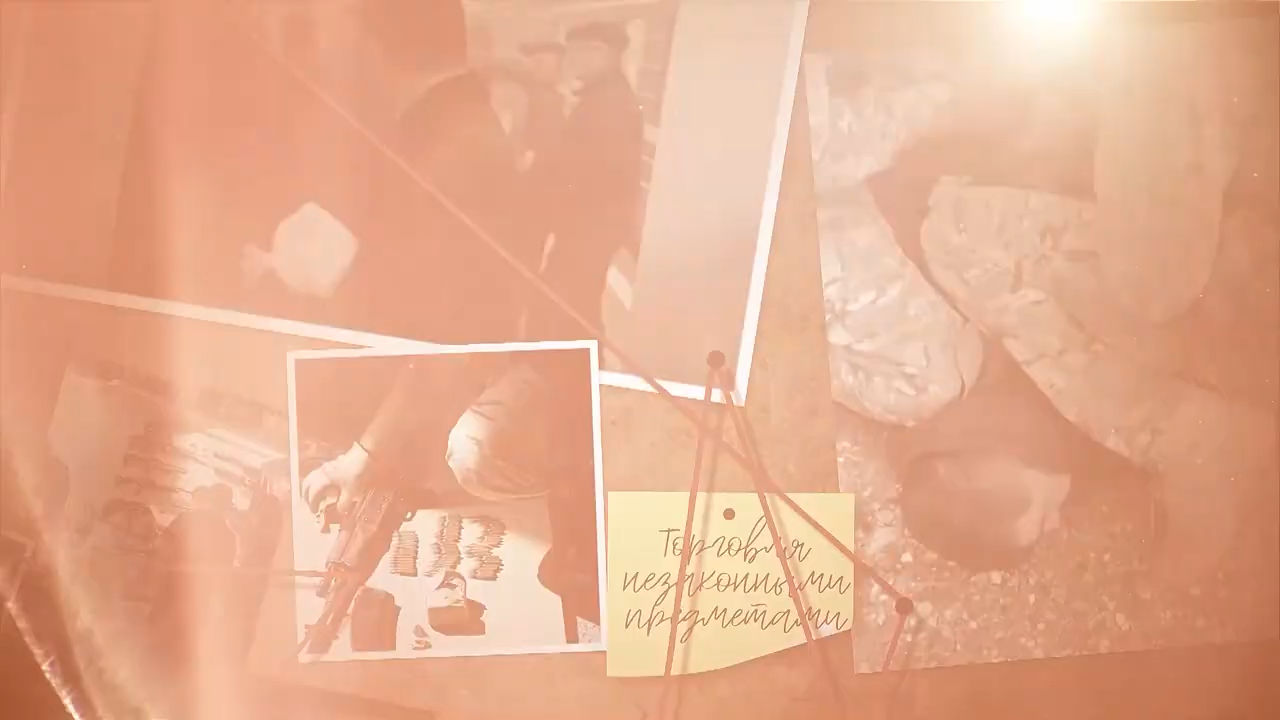 Торговля
незаконными
предметами